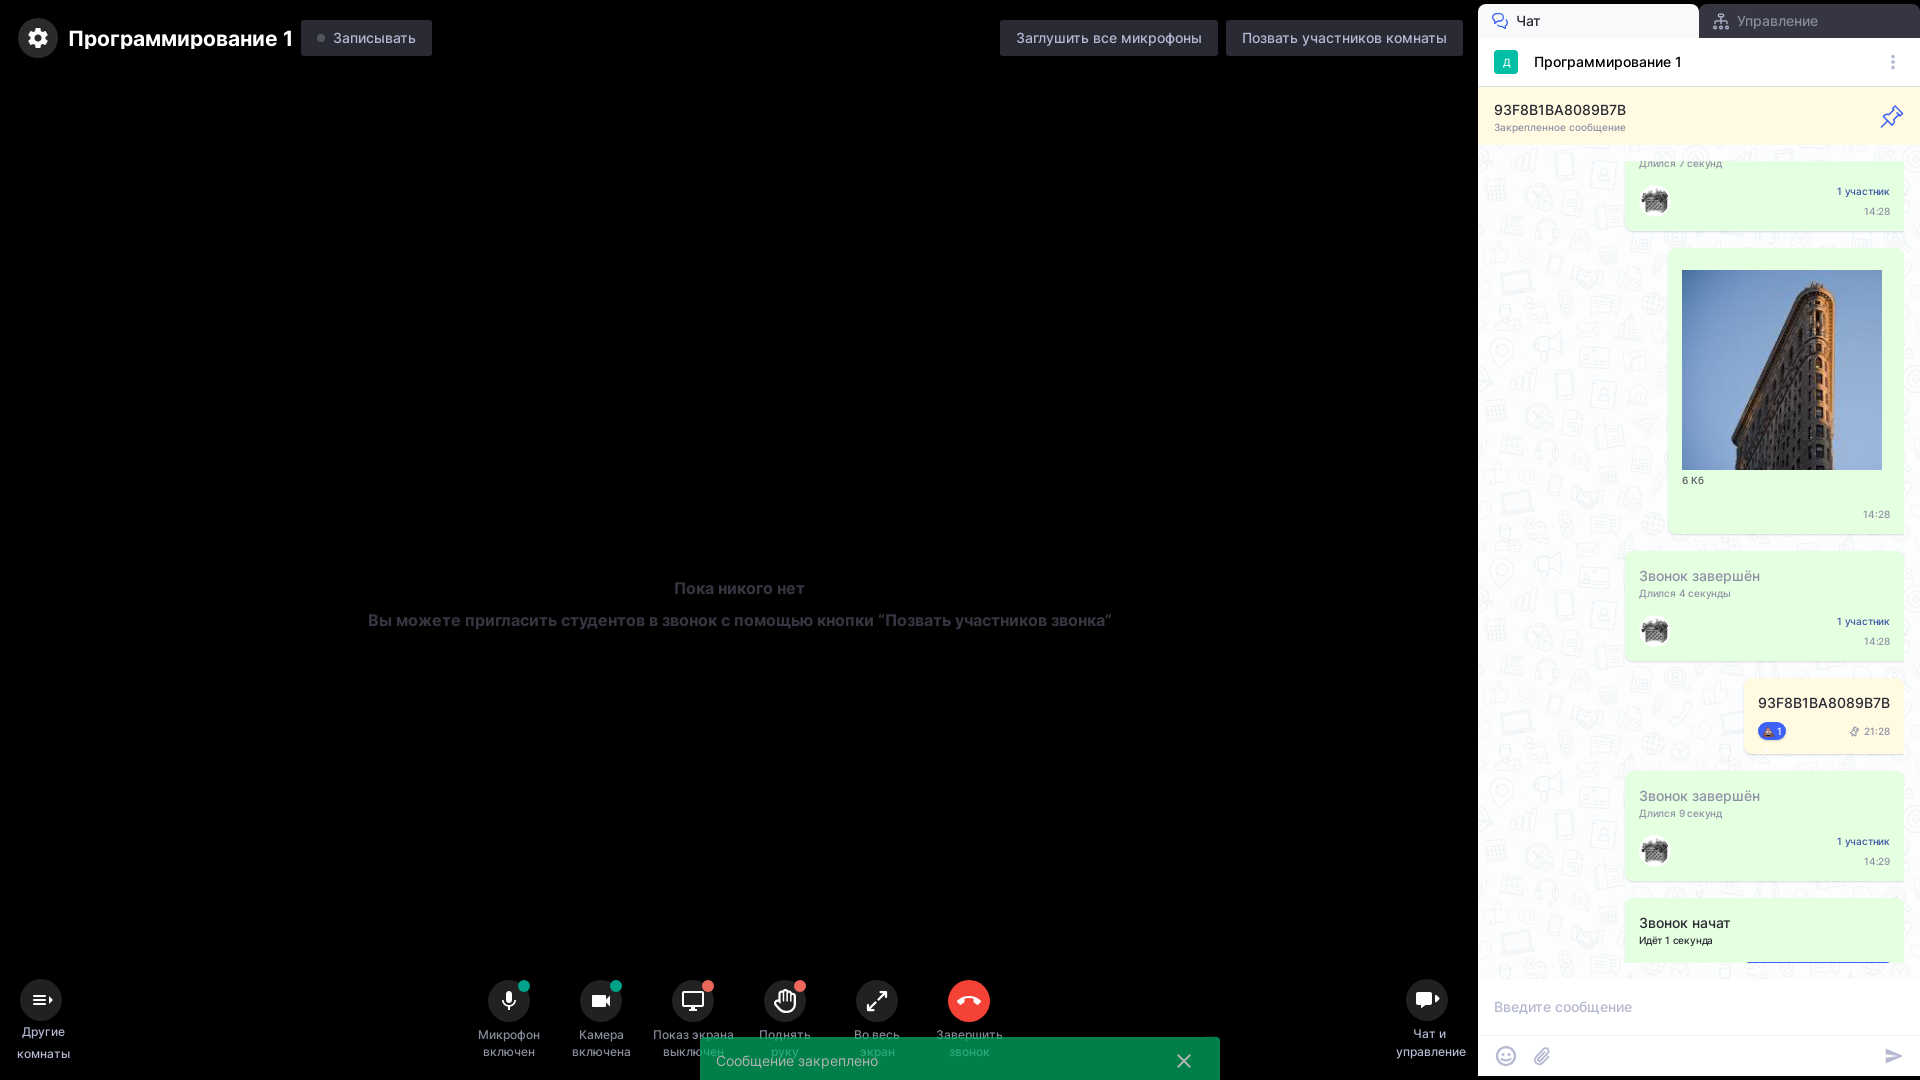 Программирование 1
Записывать
Заглушить все микрофоны
Позвать участников комнаты
Чат
Управление
Д
Программирование 1
93F8B1BA8089B7B
Закрепленное сообщение
Длился 7 секунд
1 участник
14:28
6 Кб
14:28
Звонок завершён
Длился 4 секунды
1 участник
14:28
93F8B1BA8089B7B
1
21:28
Звонок завершён
Длился 9 секунд
1 участник
14:29
Звонок начат
Идёт 1 секунда
Пока никого нет
Вы можете пригласить студентов в звонок с помощью кнопки “Позвать участников звонка”
Другие
комнаты
Микрофон
включен
Камера
включена
Показ экрана
выключен
Поднять
руку
Во весь
экран
Завершить
звонок
Чат и
управление
Сообщение закреплено
Введите сообщение